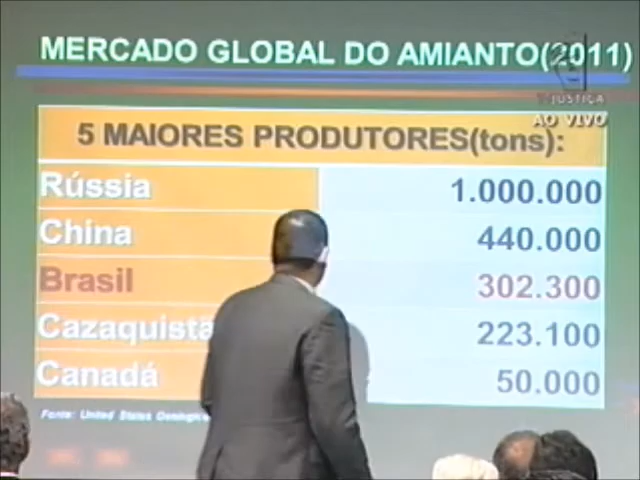 MERCADO GLOBAL DO AMIANTO(2011)
JUSTIÇA
AO VIVO
5 MAIORES PRODUTORES(tons):
Rússia 1.000.000
China 440.000
Brasil 302.300
Cazaquistã 223.100
Canadá 50.000
Fonte: United States